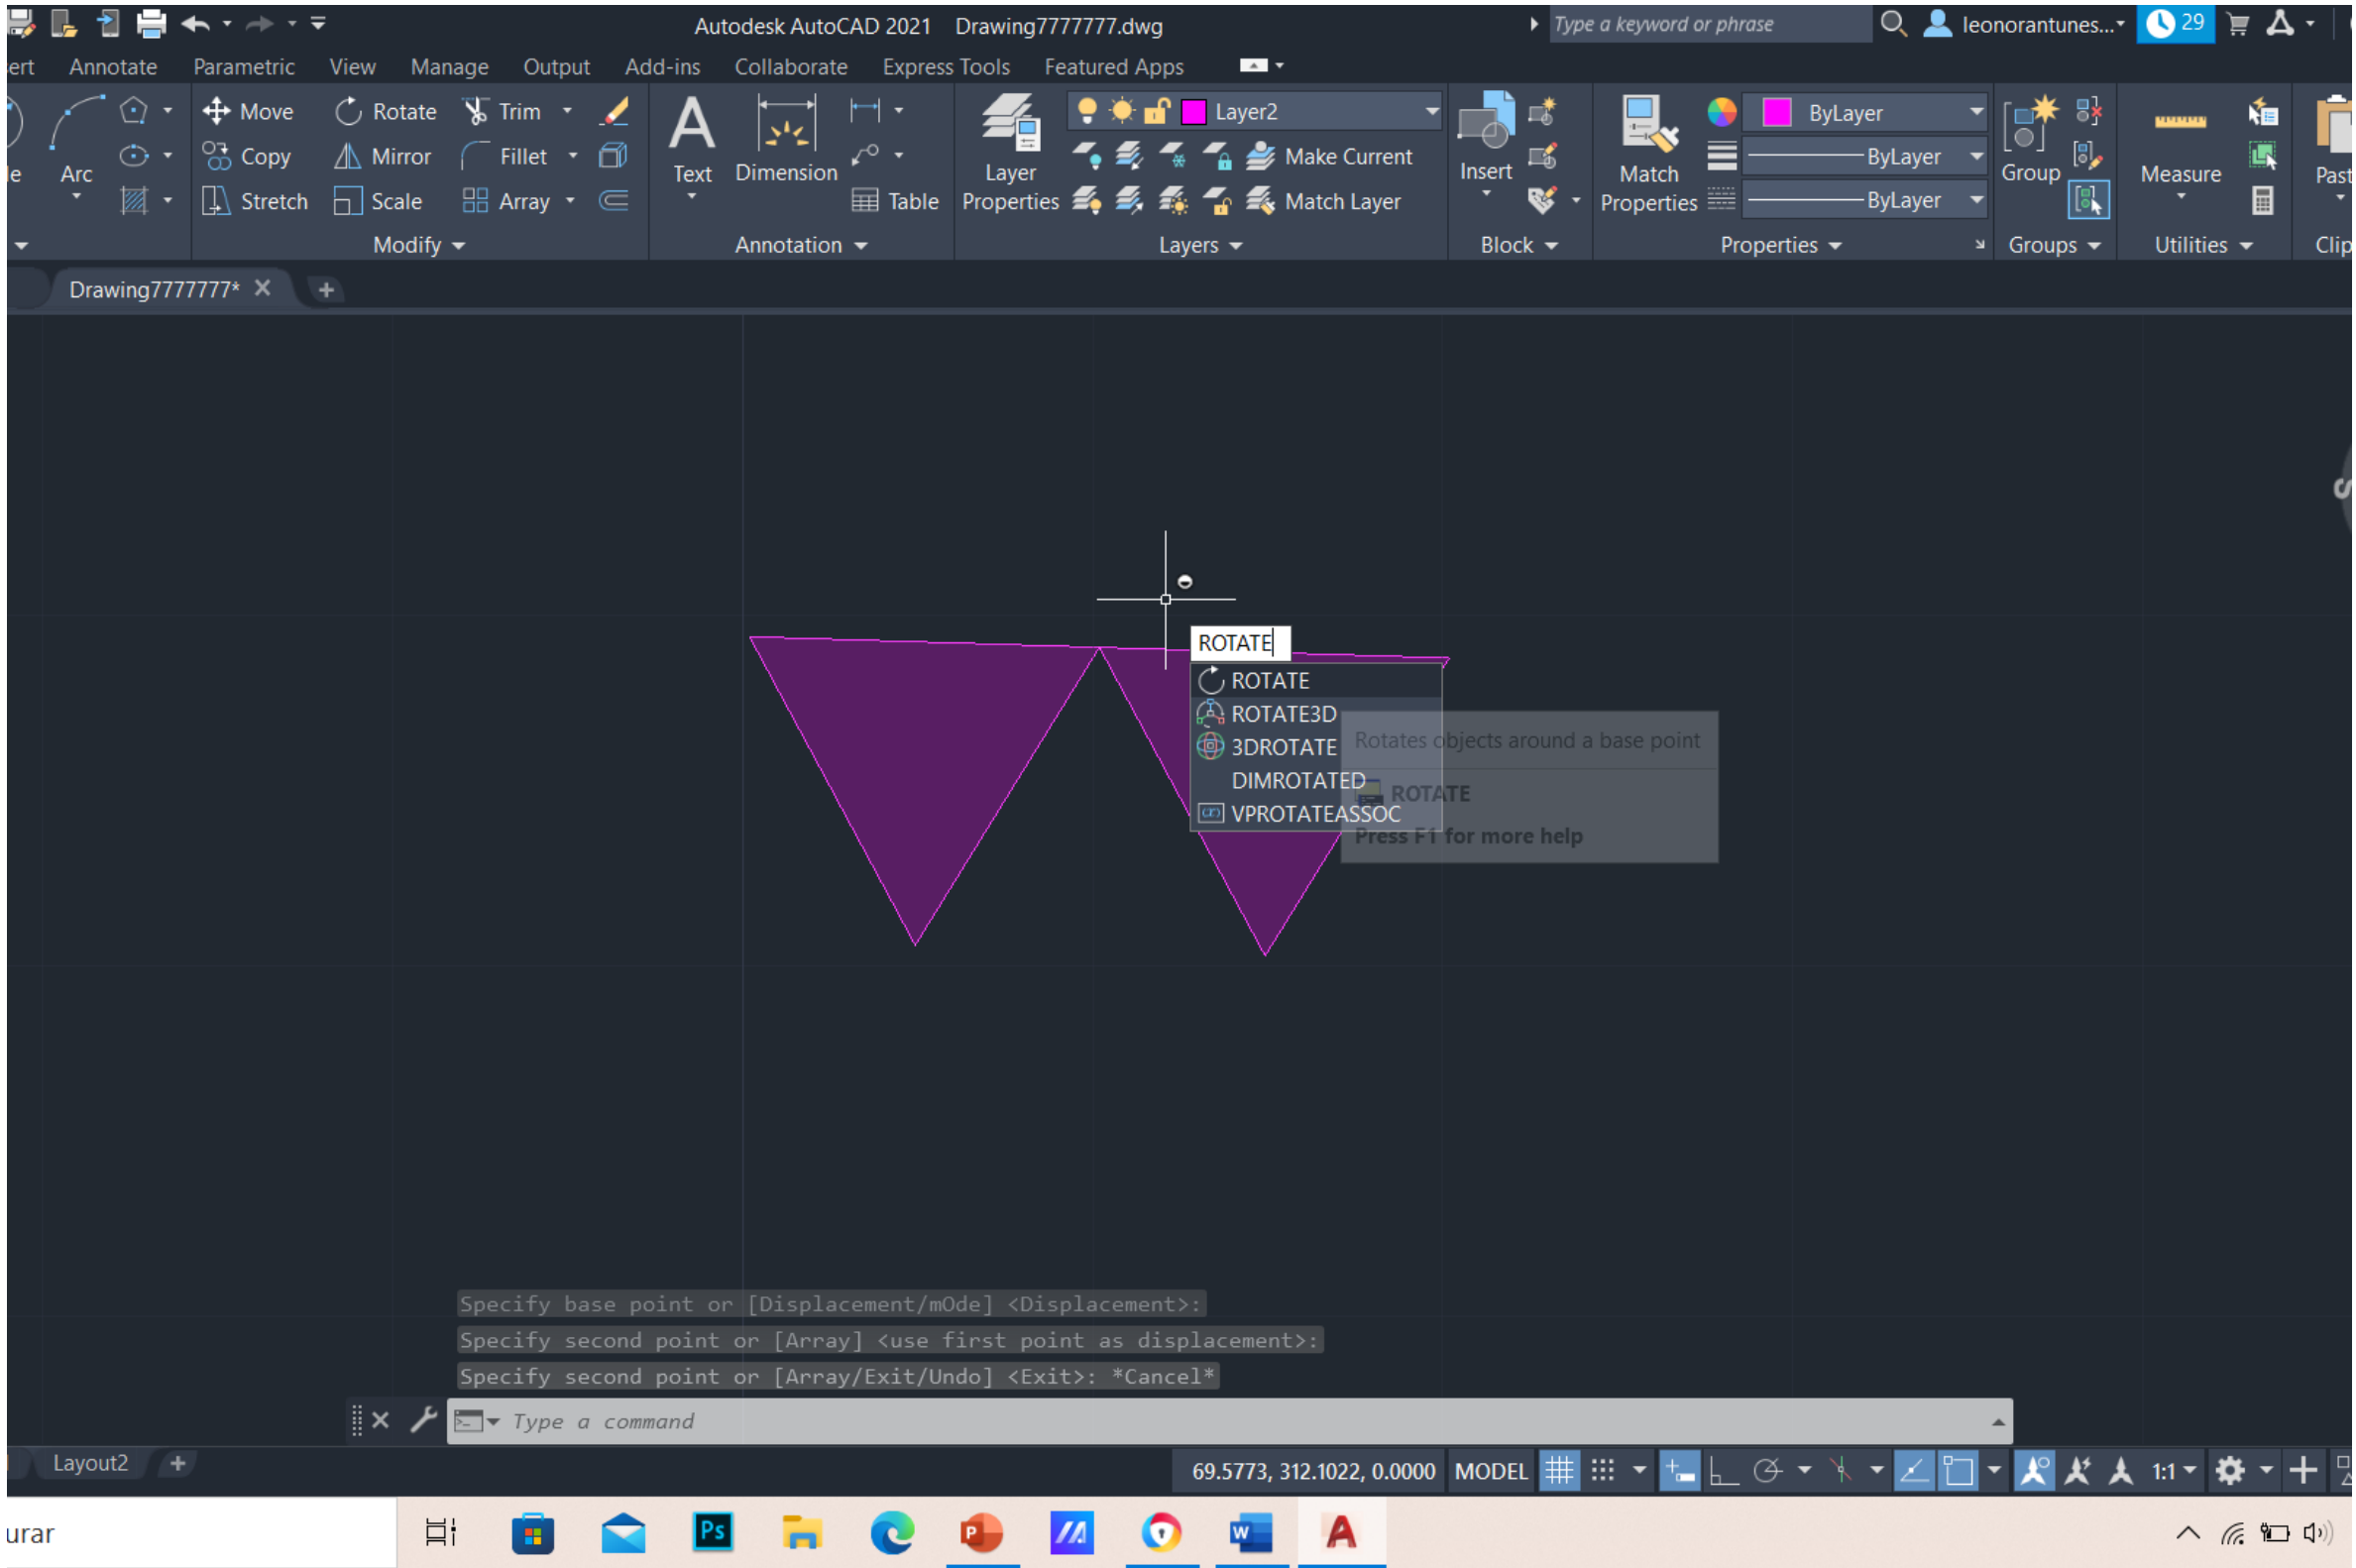 Autodesk AutoCAD 2021 Drawing7777777.dwg
Type a keyword or phrase
leonorantunes...
29
Annotate Parametric View Manage Output Add-ins Collaborate Express Tools Featured Apps
Move Rotate Trim
Layer2
ByLayer
Copy Mirror Fillet
Make Current
ByLayer
Arc
Text Dimension
Layer
Insert
Match
Group
Measure
Stretch Scale Array
Table
Properties
Match Layer
Properties
ByLayer
Modify
Annotation
Layers
Block
Properties
Groups
Utilities
Drawing7777777*
ROTATE
ROTATE
ROTATE3D
3DROTATE
DIMROTATED
VPROTATEASSOC
Rotates objects around a base point
ROTATE
Press F1 for more help
Specify base point or [Displacement/mOde] <Displacement>:
Specify second point or [Array] <use first point as displacement>:
Specify second point or [Array/Exit/Undo] <Exit>: *Cancel*
Type a command
Layout2
69.5773, 312.1022, 0.0000 MODEL
1:1
urar
Ps
P
W
A